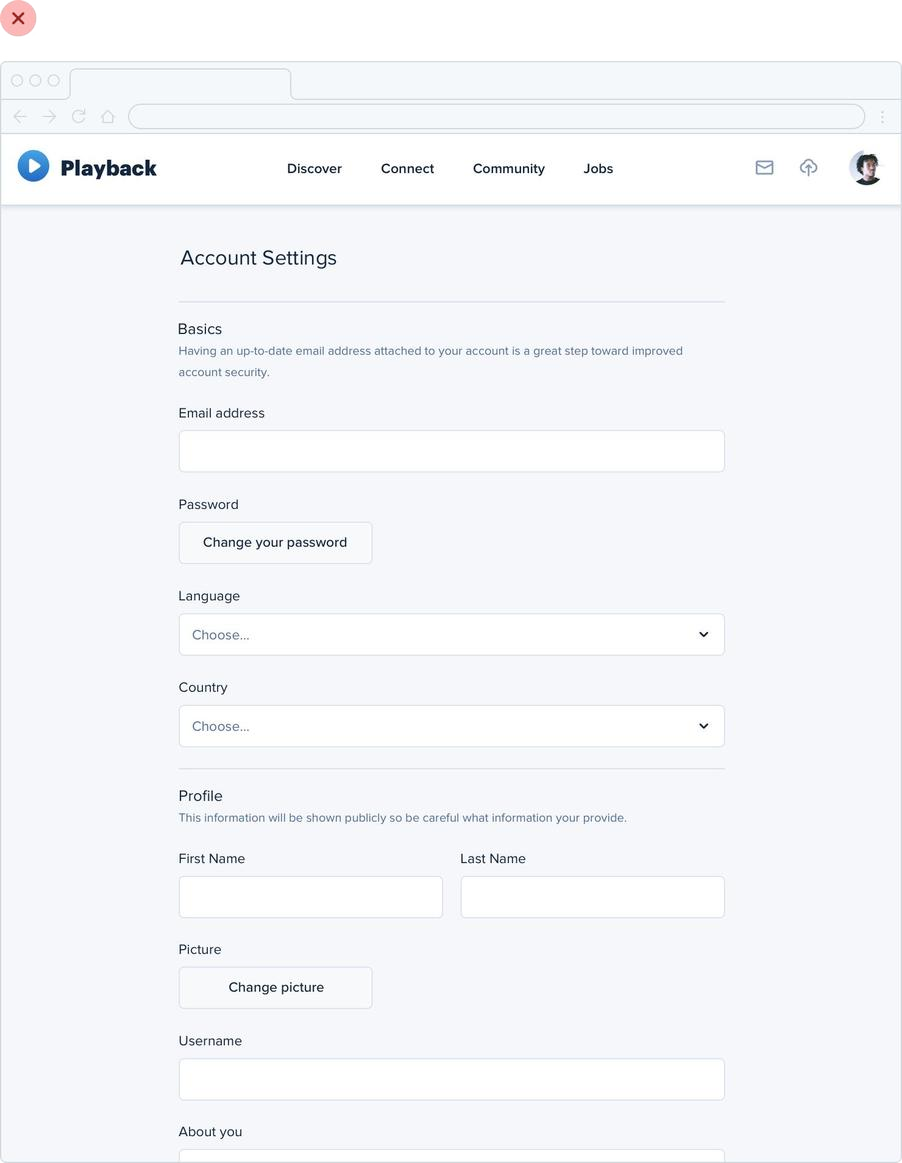 Playback
Discover Connect Community Jobs
Account Settings
Basics
Having an up-to-date email address attached to your account is a great step toward improved
account security.
Email address
Password
Change your password
Language
Choose...
Country
Choose...
Profile
This information will be shown publicly so be careful what information your provide.
First Name Last Name
Picture
Change picture
Username
About you